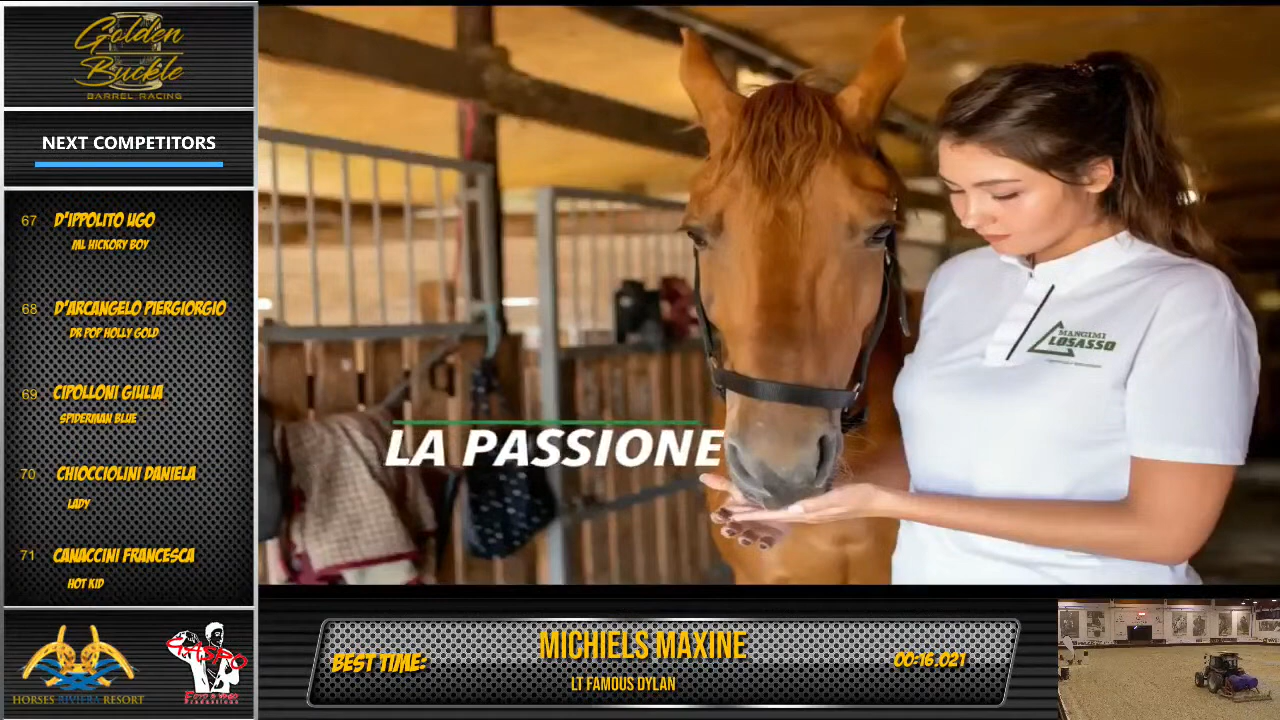 Golden
Buckle
BARREL RACING
NEXT COMPETITORS
67 D'IPPOLITO UGO
ML HICKORY BOY
68 D'ARCANGELO PIERGIORGIO
DR POP HOLLY GOLD
69 CIPOLLONI GIULIA
SPIDERMAN BLUE
70 CHIOCCIOLINI DANIELA
LADY
71 CANACCINI FRANCESCA
HOT KID
HORSES RIVIERA RESORT
GASPO
MANGIMI
LOSASSO
LA PASSIONE
BEST TIME:
MICHIELS MAXINE
LT FAMOUS DYLAN
00:16.021